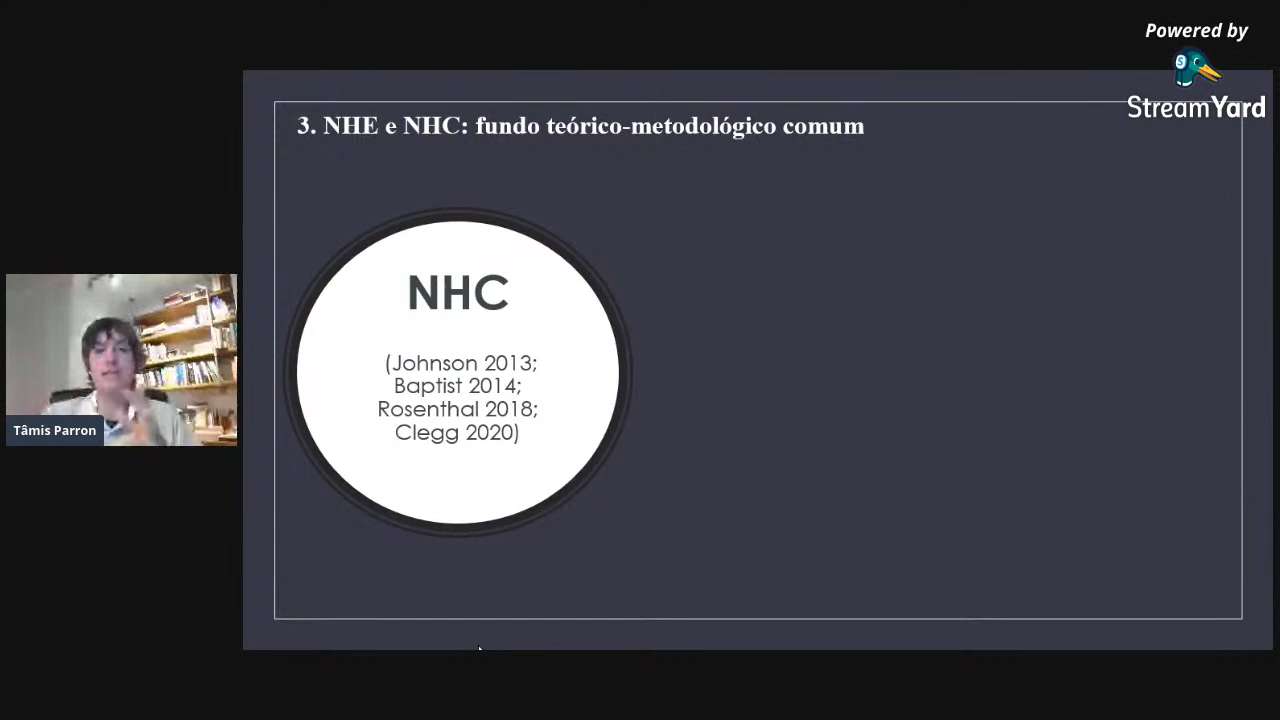 Powered by
StreamYard
3. NHE e NHC: fundo teórico-metodológico comum
NHC
(Johnson 2013;
Baptist 2014;
Rosenthal 2018;
Clegg 2020)
Tâmis Parron